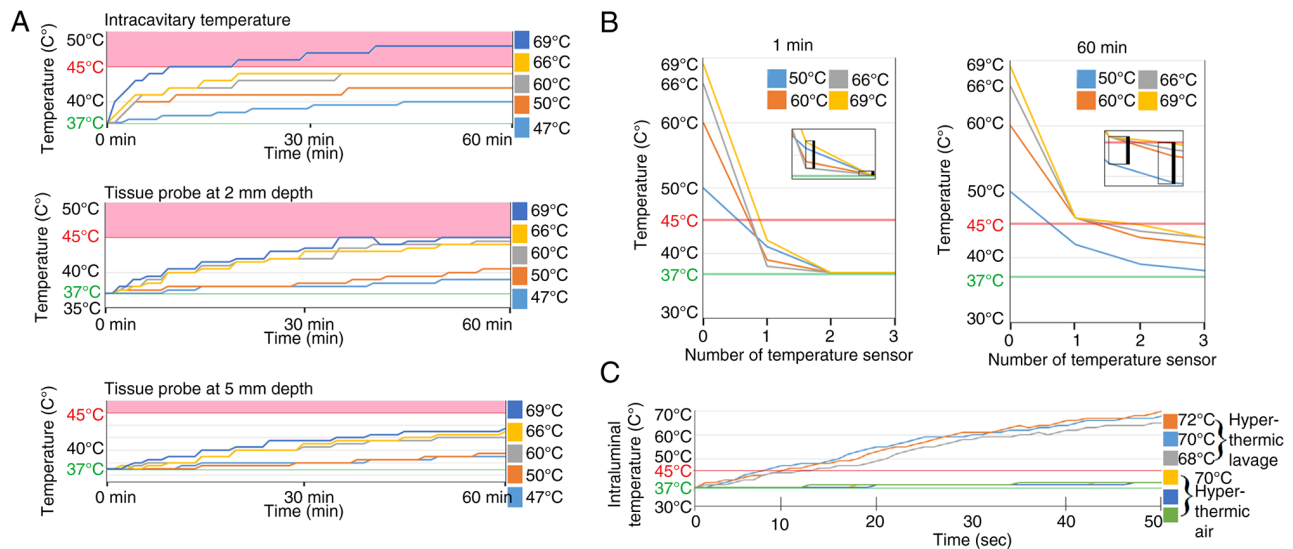 A
Intracavitary temperature
Temperature (C°)
50°C
45°C
40°C
37°C
0 min
30 min
60 min
Time (min)
69°C
66°C
60°C
50°C
47°C
Tissue probe at 2 mm depth
Temperature (C°)
50°C
45°C
40°C
37°C
35°C
0 min
30 min
60 min
Time (min)
69°C
66°C
60°C
50°C
47°C
Tissue probe at 5 mm depth
Temperature (C°)
45°C
40°C
37°C
0 min
30 min
60 min
Time (min)
69°C
66°C
60°C
50°C
47°C
B
1 min
Temperature (C°)
69°C
66°C
60°C
50°C
45°C
40°C
37°C
30°C
50°C 66°C
60°C 69°C
0 1 2 3
Number of temperature sensor
60 min
Temperature (C°)
69°C
66°C
60°C
50°C
45°C
40°C
37°C
30°C
50°C 66°C
60°C 69°C
0 1 2 3
Number of temperature sensor
C
Intraluminal
temperature (C°)
70°C
60°C
50°C
45°C
37°C
30°C
0 10 20 30 40 50
Time (sec)
72°C
70°C
68°C
Hyper-
thermic
lavage
70°C
Hyper-
thermic
air